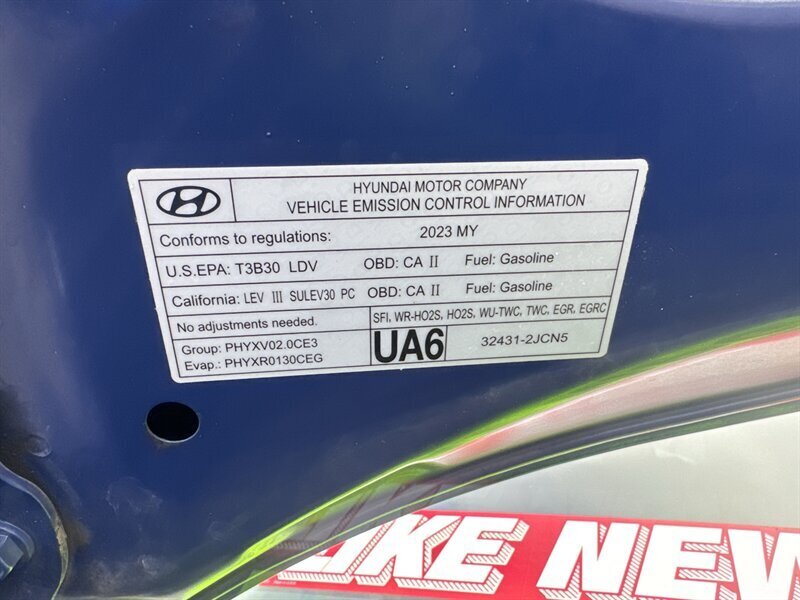 HYUNDAI MOTOR COMPANY
VEHICLE EMISSION CONTROL INFORMATION
Conforms to regulations: 2023 MY
U.S.EPA: T3B30 LDV OBD: CA II Fuel: Gasoline
California: LEV III SULEV30 PC OBD: CA II Fuel: Gasoline
No adjustments needed. SFI, WR-HO2S, HO2S, WU-TWC, TWC, EGR, EGRC
Group: PHYXV02.0CE3
Evap.: PHYXR0130CEG
UA6 32431-2JCN5
LIKE NEW